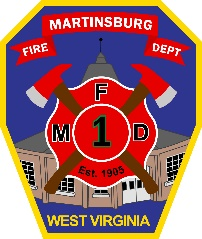 MARTINSBURG
FIRE DEPT
F
M 1 D
Est. 1905
WEST VIRGINIA